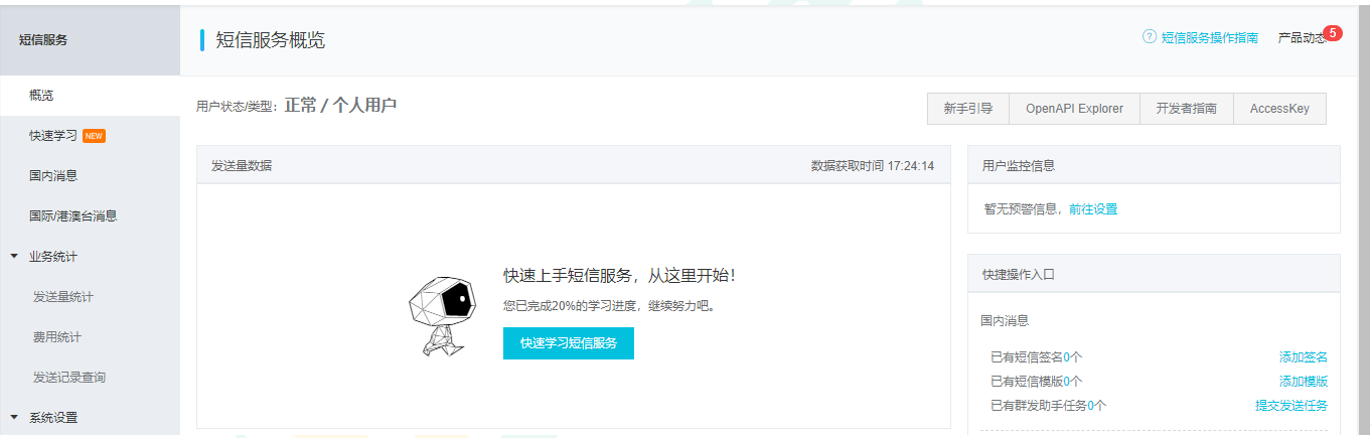 短信服务
短信服务概览
短信服务操作指南
产品动态 5
概览
快速学习 NEW
国内消息
国际/港澳台消息
业务统计
发送量统计
费用统计
发送记录查询
系统设置
用户状态/类型：正常 / 个人用户
新手引导 OpenAPI Explorer 开发者指南 AccessKey
发送量数据 数据获取时间 17:24:14
快速上手短信服务，从这里开始！
您已完成20%的学习进度，继续努力吧。
快速学习短信服务
用户监控信息
暂无预警信息，前往设置
快捷操作入口
国内消息
已有短信签名0个 添加签名
已有短信模版0个 添加模版
已有群发助手任务0个 提交发送任务